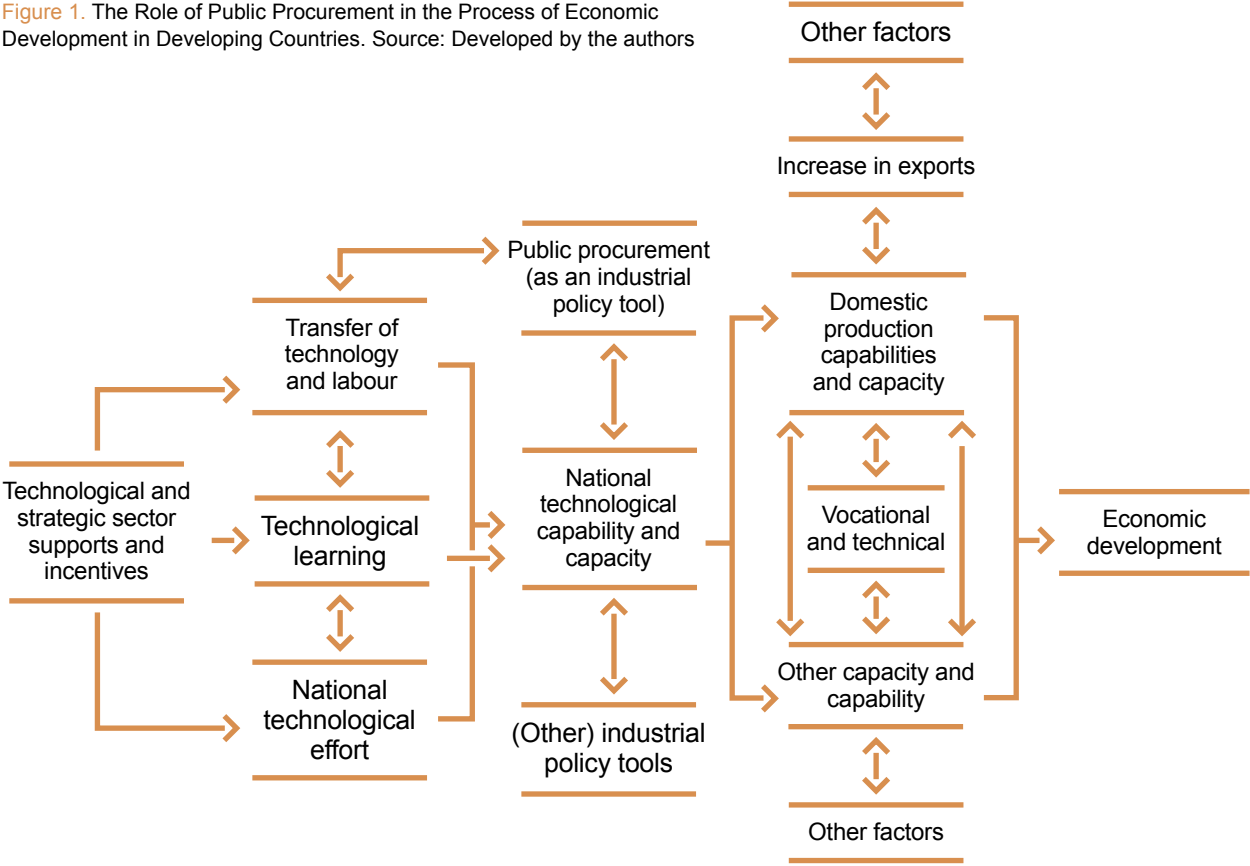 Figure 1. The Role of Public Procurement in the Process of Economic
Development in Developing Countries. Source: Developed by the authors
Other factors
Increase in exports
Public procurement
(as an industrial
policy tool)
Transfer of
technology
and labour
Domestic
production
capabilities
and capacity
Technological and
strategic sector
supports and
incentives
Technological
learning
National
technological
capability and
capacity
Vocational
and technical
Economic
development
National
technological
effort
(Other) industrial
policy tools
Other capacity and
capability
Other factors